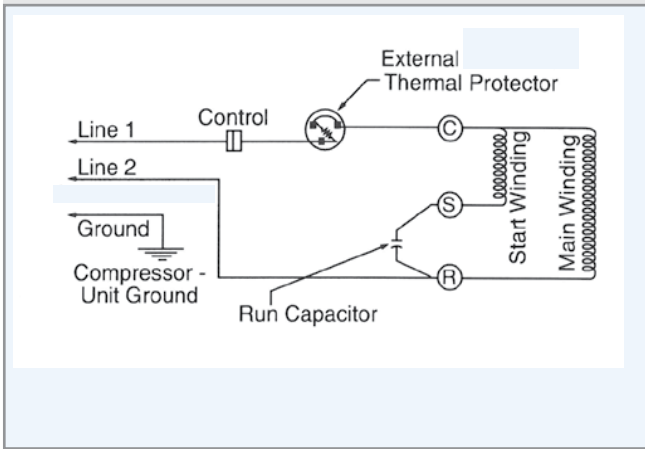 External
Thermal Protector
Control
Line 1
C
Line 2
Start Winding
Main Winding
S
Ground
Compressor -
Unit Ground
R
Run Capacitor